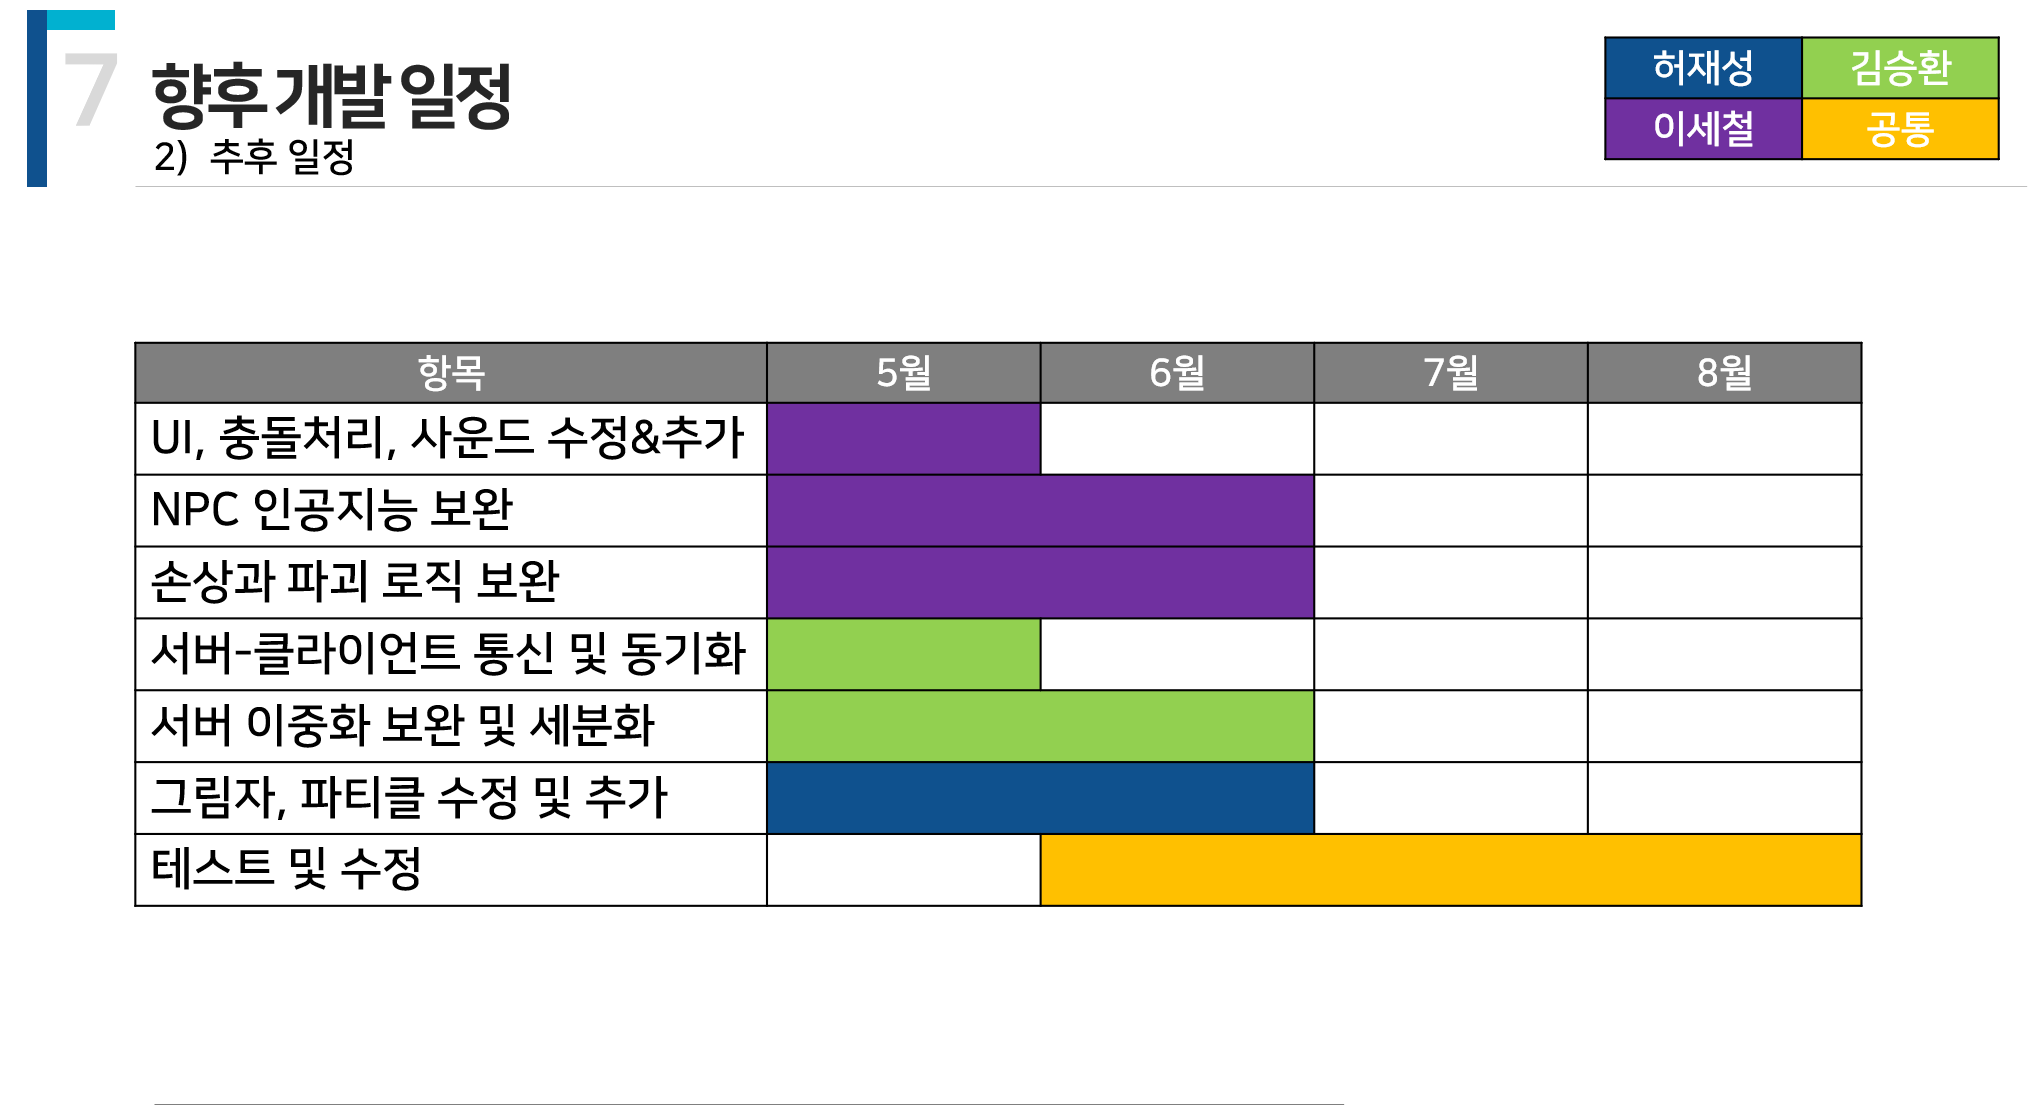 7
향후 개발 일정
2) 추후 일정
허재성 김승환
이세철 공통
항목 5월 6월 7월 8월
UI, 충돌처리, 사운드 수정&추가
NPC 인공지능 보완
손상과 파괴 로직 보완
서버-클라이언트 통신 및 동기화
서버 이중화 보완 및 세분화
그림자, 파티클 수정 및 추가
테스트 및 수정